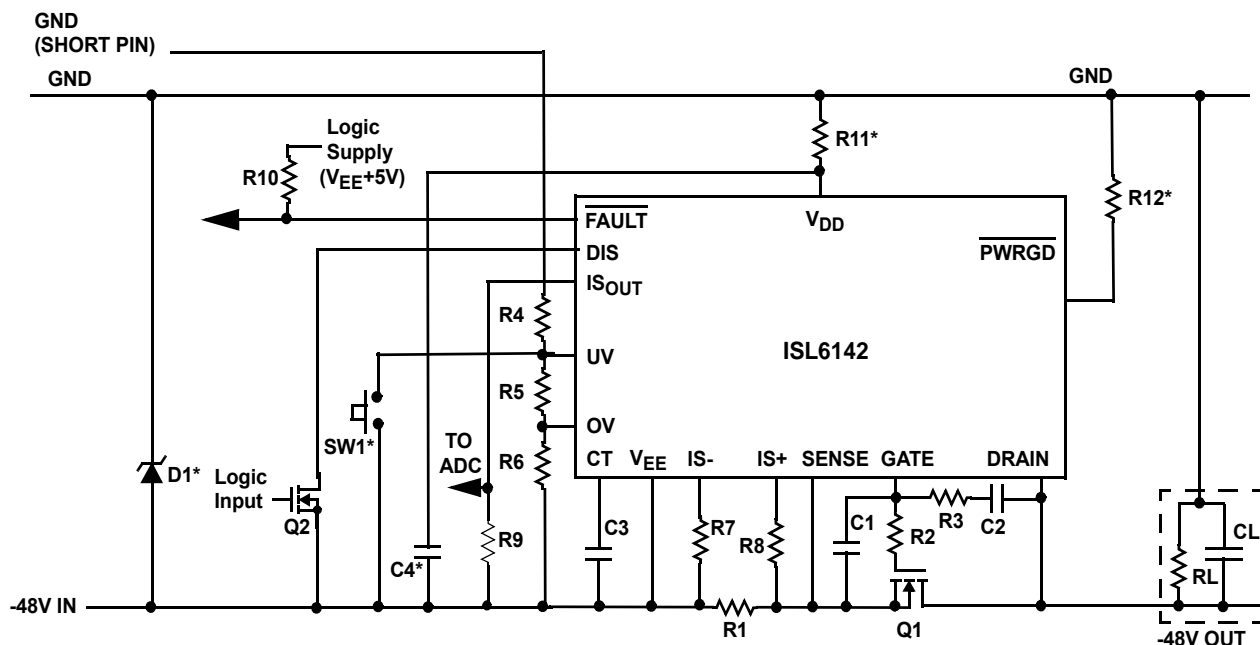 GND
(SHORT PIN)
GND
GND
Logic
Supply
(VEE+5V)
R10
R11*
R12*
FAULT
VDD
DIS
PWRGD
ISOUT
R4
ISL6142
UV
R5
SW1*
OV
TO
ADC
R6
CT
VEE
IS-
IS+
SENSE
GATE
DRAIN
D1*
Logic
Input
Q2
C4*
R9
C3
R7
R8
C1
R2
R3
C2
RL
CL
-48V IN
R1
Q1
-48V OUT